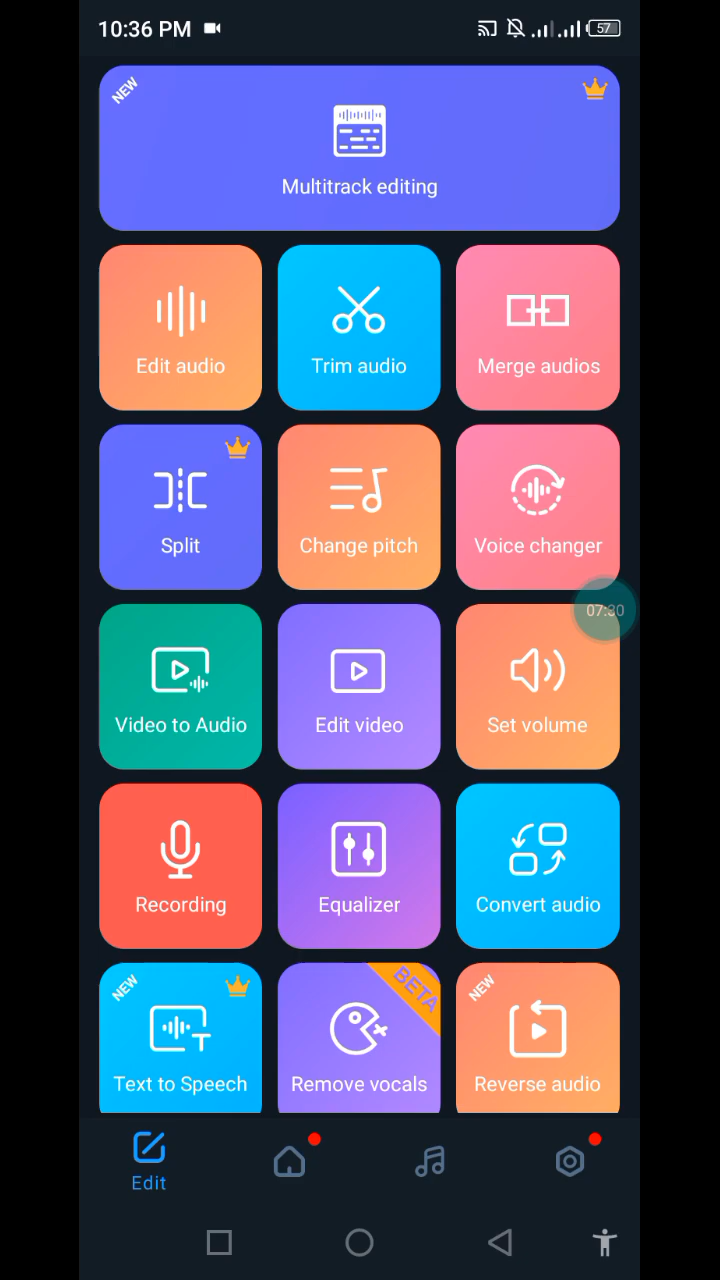 10:36 PM
57
NEW
Multitrack editing
Edit audio
Trim audio
Merge audios
Split
Change pitch
Voice changer
07:30
Video to Audio
Edit video
Set volume
Recording
Equalizer
Convert audio
NEW
BETA
NEW
Text to Speech
Remove vocals
Reverse audio
Edit